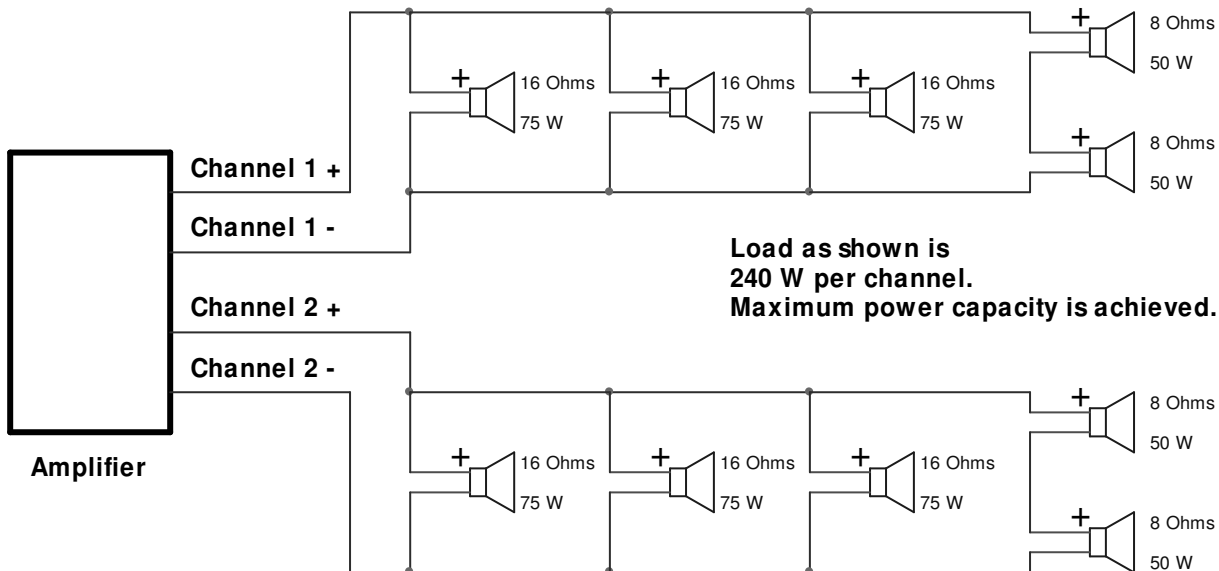 +
8 Ohms
50 W
+
16 Ohms
75 W
+
16 Ohms
75 W
+
16 Ohms
75 W
+
8 Ohms
50 W
Channel 1 +
Channel 1 -
Load as shown is
240 W per channel.
Maximum power capacity is achieved.
Channel 2 +
Channel 2 -
Amplifier
+
8 Ohms
50 W
+
16 Ohms
75 W
+
16 Ohms
75 W
+
16 Ohms
75 W
+
8 Ohms
50 W